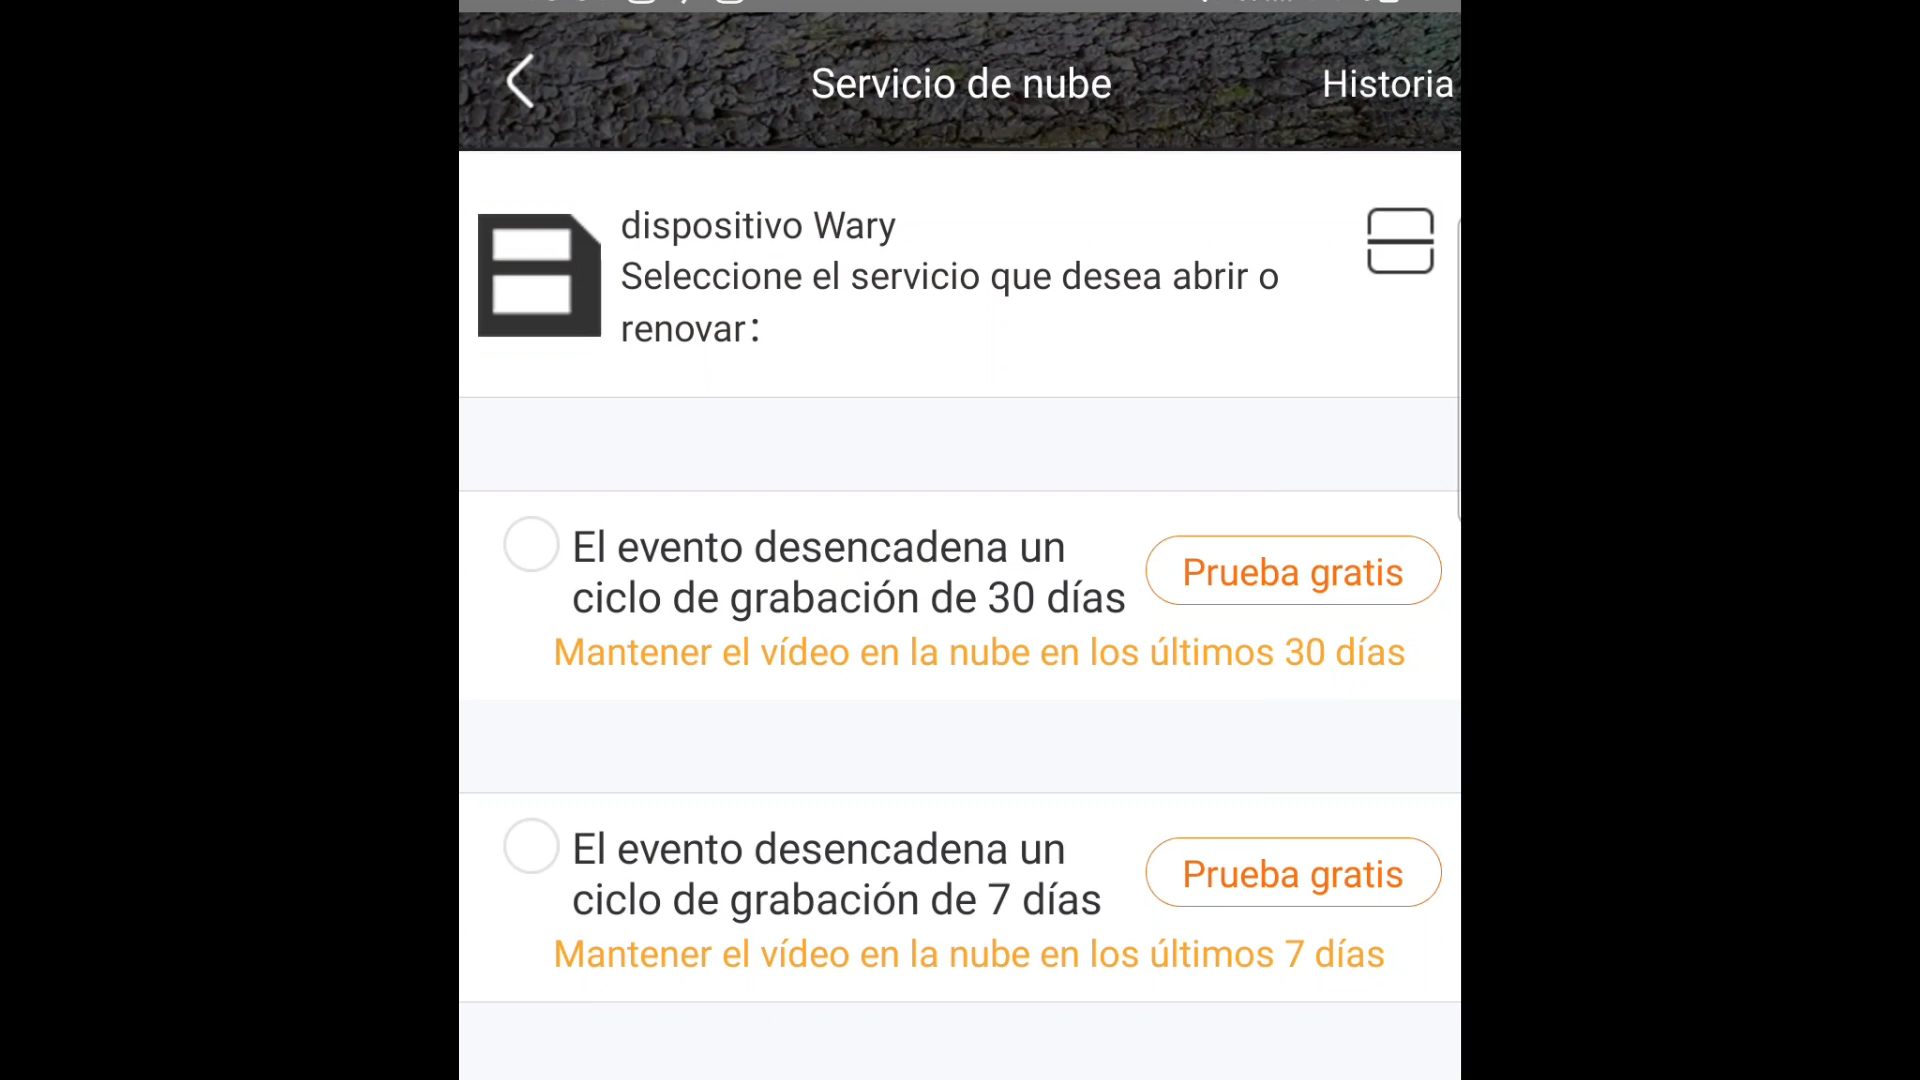 Servicio de nube
Historia
dispositivo Wary
Seleccione el servicio que desea abrir o
renovar:
El evento desencadena un
ciclo de grabación de 30 días
Prueba gratis
Mantener el vídeo en la nube en los últimos 30 días
El evento desencadena un
ciclo de grabación de 7 días
Prueba gratis
Mantener el vídeo en la nube en los últimos 7 días